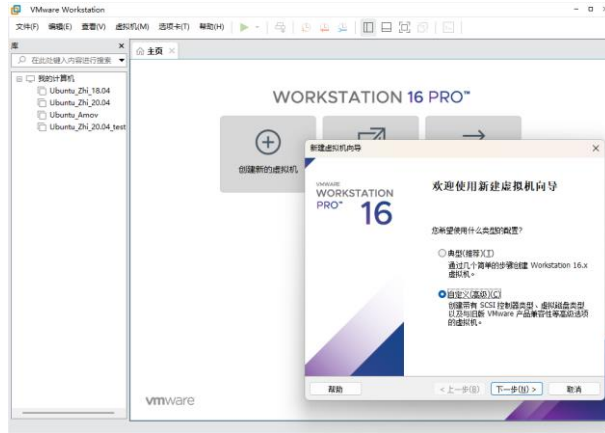 VMware Workstation
文件(F) 编辑(E) 查看(V) 虚拟机(M) 选项卡(T) 帮助(H)
库
在此处键入内容进行搜索
我的计算机
Ubuntu_Zhi_18.04
Ubuntu_Zhi_20.04
Ubuntu_Amov
Ubuntu_Zhi_20.04_test
主页
WORKSTATION 16 PRO™
创建新的虚拟机
新建虚拟机向导
VMWARE
WORKSTATION
PRO™ 16
欢迎使用新建虚拟机向导
您希望使用什么类型的配置?
典型(推荐)(T)
通过几个简单的步骤创建 Workstation 16.x
虚拟机。
自定义(高级)(C)
创建带有 SCSI 控制器类型、虚拟磁盘类型
以及与旧版 VMware 产品兼容性等高级选项
的虚拟机。
帮助
< 上一步(B) 下一步(N) > 取消
vmware